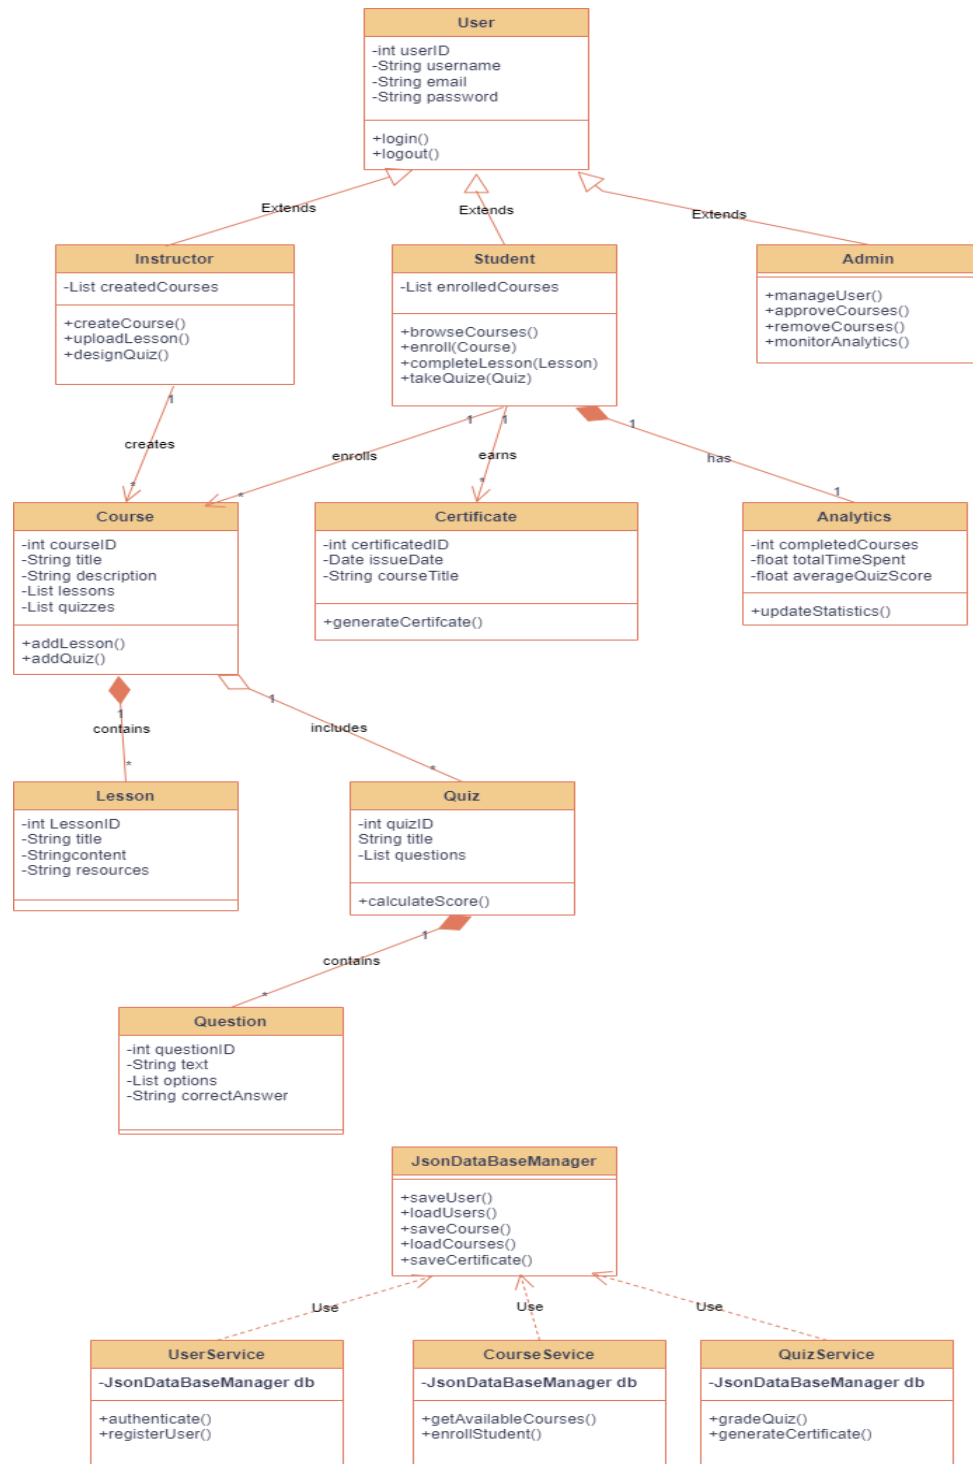 User
-int userID
-String username
-String email
-String password
+login()
+logout()
Extends
Extends
Extends
Instructor
-List createdCourses
+createCourse()
+uploadLesson()
+designQuiz()
Student
-List enrolledCourses
+browseCourses()
+enroll(Course)
+completeLesson(Lesson)
+takeQuize(Quiz)
Admin
+manageUser()
+approveCourses()
+removeCourses()
+monitorAnalytics()
1
creates
*
1
enrolls
*
1
earns
*
1
has
1
Course
-int courseID
-String title
-String description
-List lessons
-List quizzes
+addLesson()
+addQuiz()
Certificate
-int certificatedID
-Date issueDate
-String courseTitle
+generateCertifcate()
Analytics
-int completedCourses
-float totalTimeSpent
-float averageQuizScore
+updateStatistics()
1
contains
*
1
includes
*
Lesson
-int LessonID
-String title
-Stringcontent
-String resources
Quiz
-int quizID
String title
-List questions
+calculateScore()
1
contains
*
Question
-int questionID
-String text
-List options
-String correctAnswer
JsonDataBaseManager
+saveUser()
+loadUsers()
+saveCourse()
+loadCourses()
+saveCertificate()
Use
Use
Use
UserService
-JsonDataBaseManager db
+authenticate()
+registerUser()
CourseSevice
-JsonDataBaseManager db
+getAvailableCourses()
+enrollStudent()
QuizService
-JsonDataBaseManager db
+gradeQuiz()
+generateCertificate()